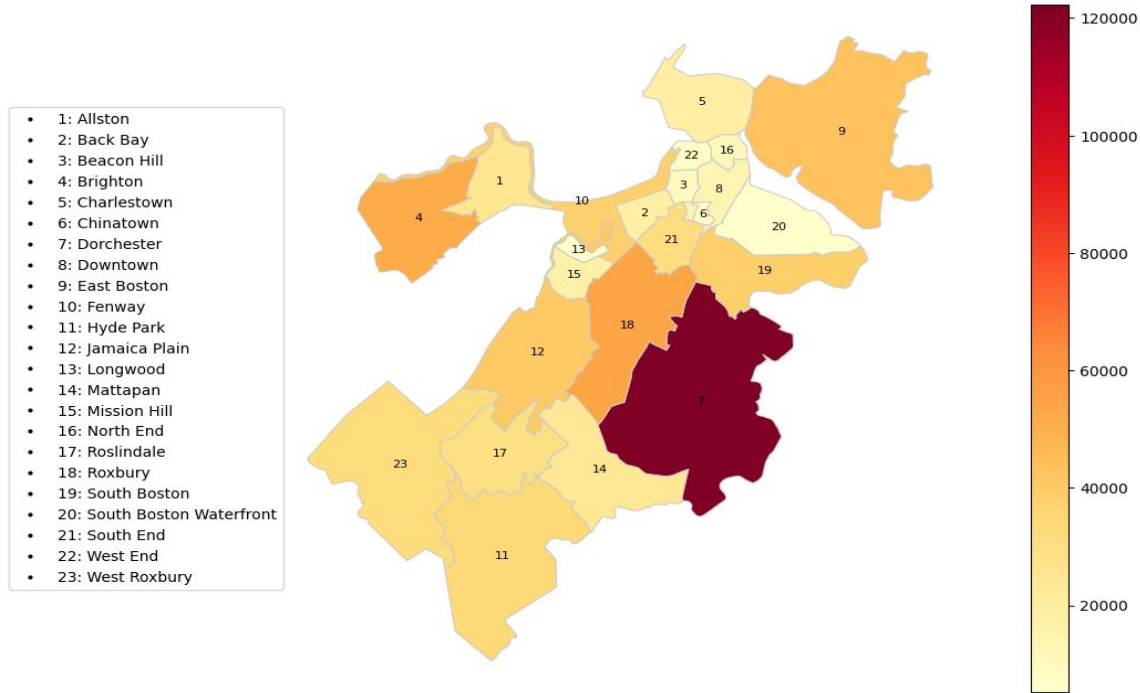 1: Allston
2: Back Bay
3: Beacon Hill
4: Brighton
5: Charlestown
6: Chinatown
7: Dorchester
8: Downtown
9: East Boston
10: Fenway
11: Hyde Park
12: Jamaica Plain
13: Longwood
14: Mattapan
15: Mission Hill
16: North End
17: Roslindale
18: Roxbury
19: South Boston
20: South Boston Waterfront
21: South End
22: West End
23: West Roxbury
5
9
22
16
1
3
8
10
4
2
6
21
20
13
15
19
18
12
7
17
23
14
11
120000
100000
80000
60000
40000
20000